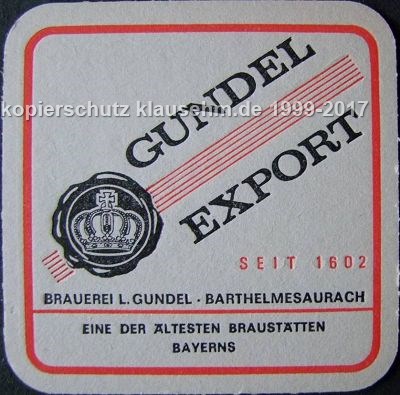 kopierschutz klausehm.de 1999-2017
GUNDEL
EXPORT
SEIT 1602
BRAUEREI L. GUNDEL · BARTHELMESAURACH
EINE DER ÄLTESTEN BRAUSTÄTTEN
BAYERNS